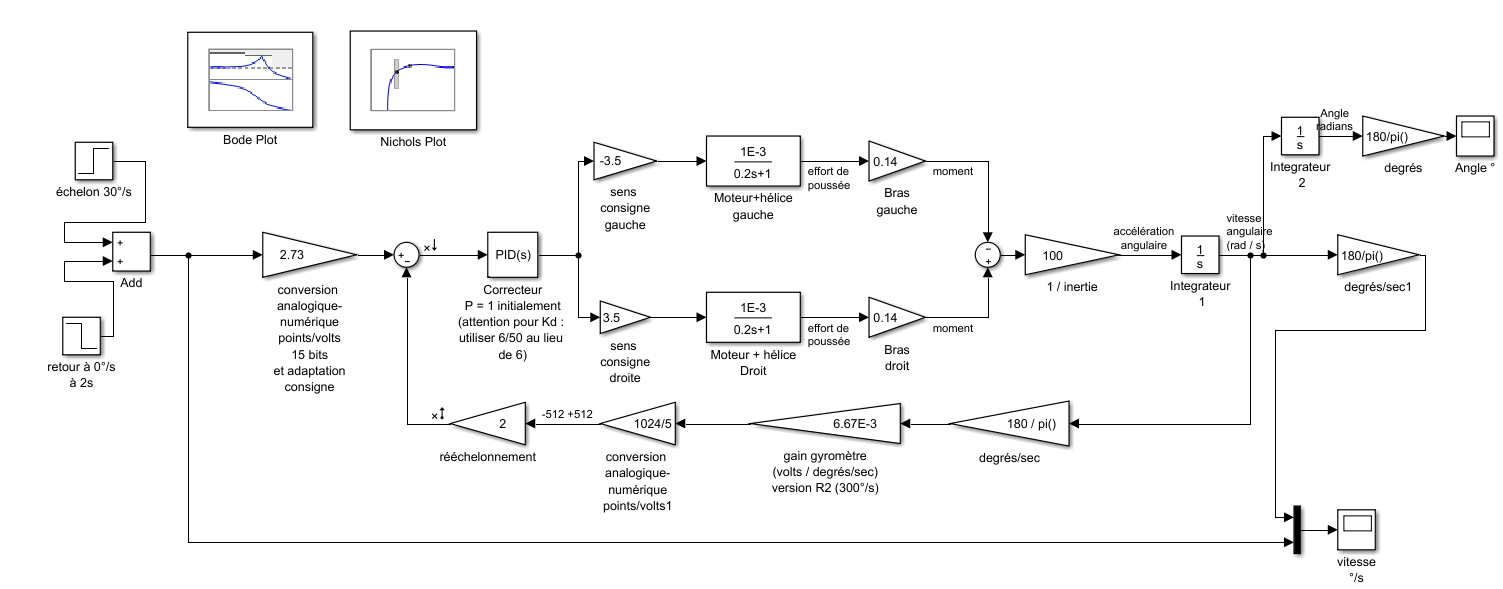 Bode Plot
Nichols Plot
échelon 30°/s
+
+
Add
retour à 0°/s
à 2s
2.73
conversion
analogique-
numérique
points/volts
15 bits
et adaptation
consigne
+
−
×↓
PID(s)
Correcteur
P = 1 initialement
(attention pour Kd :
utiliser 6/50 au lieu
de 6)
-3.5
sens
consigne
gauche
1E-3
0.2s+1
Moteur+hélice
gauche
effort de
poussée
0.14
Bras
gauche
moment
3.5
sens
consigne
droite
1E-3
0.2s+1
Moteur + hélice
Droit
effort de
poussée
0.14
Bras
droit
moment
−
+
100
1 / inertie
accélération
angulaire
1
s
Integrateur
1
vitesse
angulaire
(rad / s)
1
s
Integrateur
2
Angle
radians
180/pi()
degrés
Angle °
180/pi()
degrés/sec1
180 / pi()
degrés/sec
6.67E-3
gain gyromètre
(volts / degrés/sec)
version R2 (300°/s)
1024/5
conversion
analogique-
numérique
points/volts1
-512 +512
2
rééchelonnement
×↕
vitesse
°/s